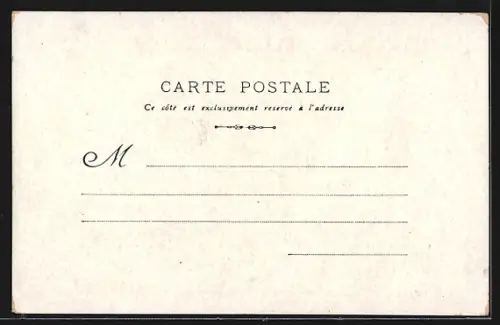 CARTE POSTALE
Ce côté est exclusivement reservé à l'adresse
M